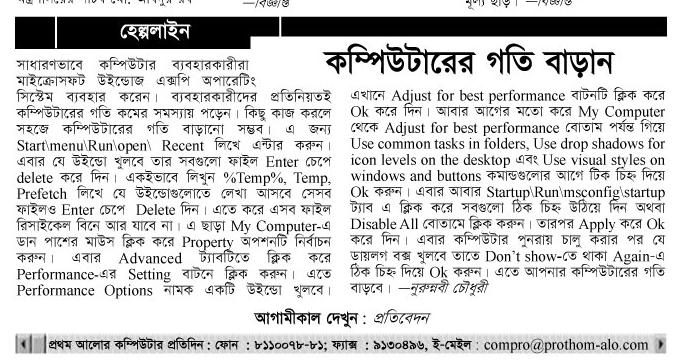 —বিজ্ঞপ্তি
মূল্য ছাড়। —বিজ্ঞপ্তি
হেল্পলাইন
কম্পিউটারের গতি বাড়ান
সাধারণভাবে কম্পিউটার ব্যবহারকারীরা
মাইক্রোসফট উইন্ডোজ এক্সপি অপারেটিং
সিস্টেম ব্যবহার করেন। ব্যবহারকারীদের প্রতিনিয়তই
কম্পিউটারের গতি কমের সমস্যায় পড়েন। কিছু কাজ করলে
সহজে কম্পিউটারের গতি বাড়ানো সম্ভব। এ জন্য
Start\menu\Run\open\ Recent লিখে এন্টার করুন।
এবার যে উইন্ডো খুলবে তার সবগুলো ফাইল Enter চেপে
delete করে দিন। একইভাবে লিখুন %Temp%, Temp,
Prefetch লিখে যে উইন্ডোগুলোতে লেখা আসবে সেসব
ফাইলও Enter চেপে Delete দিন। এতে করে এসব ফাইল
রিসাইকেল বিনে আর যাবে না। এ ছাড়া My Computer-এ
ডান পাশের মাউস ক্লিক করে Property অপশনটি নির্বাচন
করুন। এবার Advanced ট্যাবটিতে ক্লিক করে
Performance-এর Setting বাটনে ক্লিক করুন। এতে
Performance Options নামক একটি উইন্ডো খুলবে।
এখানে Adjust for best performance বাটনটি ক্লিক করে
Ok করে দিন। আবার আগের মতো করে My Computer
থেকে Adjust for best performance বোতাম পর্যন্ত গিয়ে
Use common tasks in folders, Use drop shadows for
icon levels on the desktop এবং Use visual styles on
windows and buttons কমান্ডগুলোর আগে টিক চিহ্ন দিয়ে
Ok করুন। এবার আবার Startup\Run\msconfig\startup
ট্যাব এ ক্লিক করে সবগুলো ঠিক চিহ্ন উঠিয়ে দিন অথবা
Disable All বোতামে ক্লিক করুন। তারপর Apply করে Ok
করে দিন। এবার কম্পিউটার পুনরায় চালু করার পর যে
ডায়লগ বক্স খুলবে তাতে Don't show-তে থাকা Again-এ
ঠিক চিহ্ন দিয়ে Ok করুন। এতে আপনার কম্পিউটারের গতি
বাড়বে। —নুরুন্নবী চৌধুরী
আগামীকাল দেখুন : প্রতিবেদন
প্রথম আলোর কম্পিউটার প্রতিদিন : ফোন : ৮১১০০৭৮-৮১; ফ্যাক্স : ৯১৩০৪৯৬, ই-মেইল : compro@prothom-alo.com